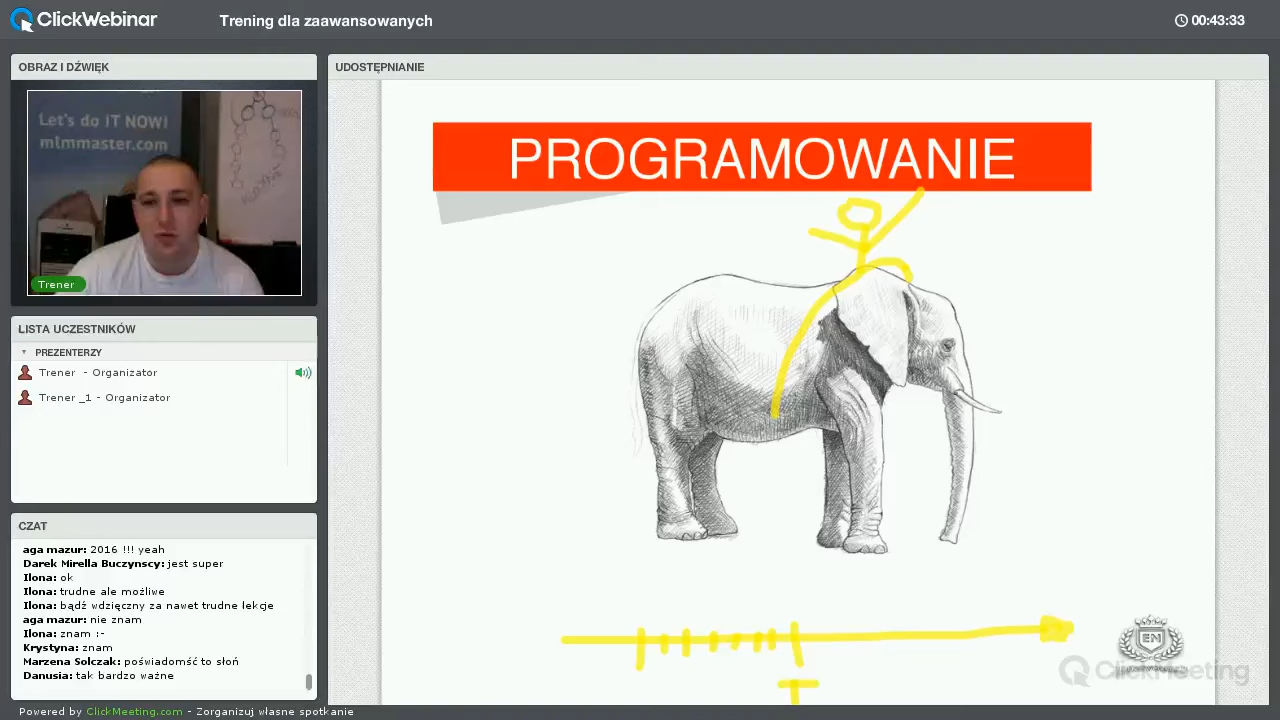 ClickWebinar
Trening dla zaawansowanych
00:43:33
OBRAZ I DŹWIĘK
Let's do iT NOW!
mlmmaster.com
Trener
LISTA UCZESTNIKÓW
PREZENTERZY
Trener - Organizator
Trener _1 - Organizator
CZAT
aga mazur: 2016 !!! yeah
Darek Mirella Buczynscy: jest super
Ilona: ok
Ilona: trudne ale możliwe
Ilona: bądź wdzięczny za nawet trudne lekcje
aga mazur: nie znam
Ilona: znam :-
Krystyna: znam
Marzena Solczak: poświadomść to słoń
Danusia: tak bardzo ważne
Powered by ClickMeeting.com - Zorganizuj własne spotkanie
UDOSTĘPNIANIE
PROGRAMOWANIE
T
EN
ClickMeeting